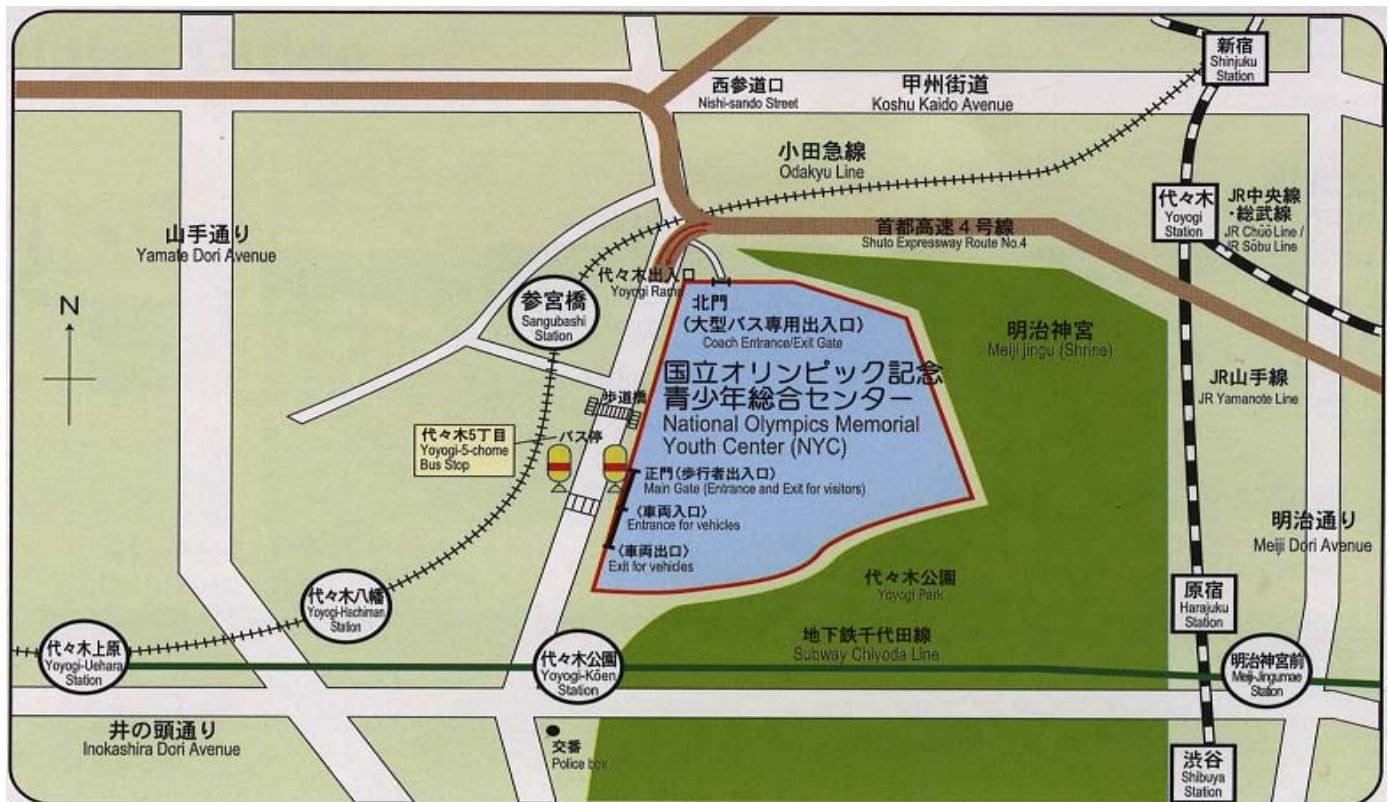 新宿
Shinjuku
Station
西参道口
Nishi-sando Street
甲州街道
Koshu Kaido Avenue
小田急線
Odakyu Line
代々木
Yoyogi
Station
JR中央線
・総武線
JR Chūō Line /
JR Sōbu Line
山手通り
Yamate Dori Avenue
首都高速4号線
Shuto Expressway Route No.4
代々木出入口
Yoyogi Ramp
N
参宮橋
Sangubashi
Station
北門
(大型バス専用出入口)
Coach Entrance/Exit Gate
明治神宮
Meiji jingu (Shrine)
国立オリンピック記念
青少年総合センター
National Olympics Memorial
Youth Center (NYC)
JR山手線
JR Yamanote Line
歩道橋
代々木5丁目
Yoyogi-5-chome
Bus Stop
バス停
正門(歩行者出入口)
Main Gate (Entrance and Exit for visitors)
〈車両入口〉
Entrance for vehicles
〈車両出口〉
Exit for vehicles
明治通り
Meiji Dori Avenue
代々木公園
Yoyogi Park
原宿
Harajuku
Station
代々木八幡
Yoyogi-Hachiman
Station
地下鉄千代田線
Subway Chiyoda Line
代々木上原
Yoyogi-Uehara
Station
代々木公園
Yoyogi-Kōen
Station
明治神宮前
Meiji-Jingumae
Station
井の頭通り
Inokashira Dori Avenue
交番
Police box
渋谷
Shibuya
Station